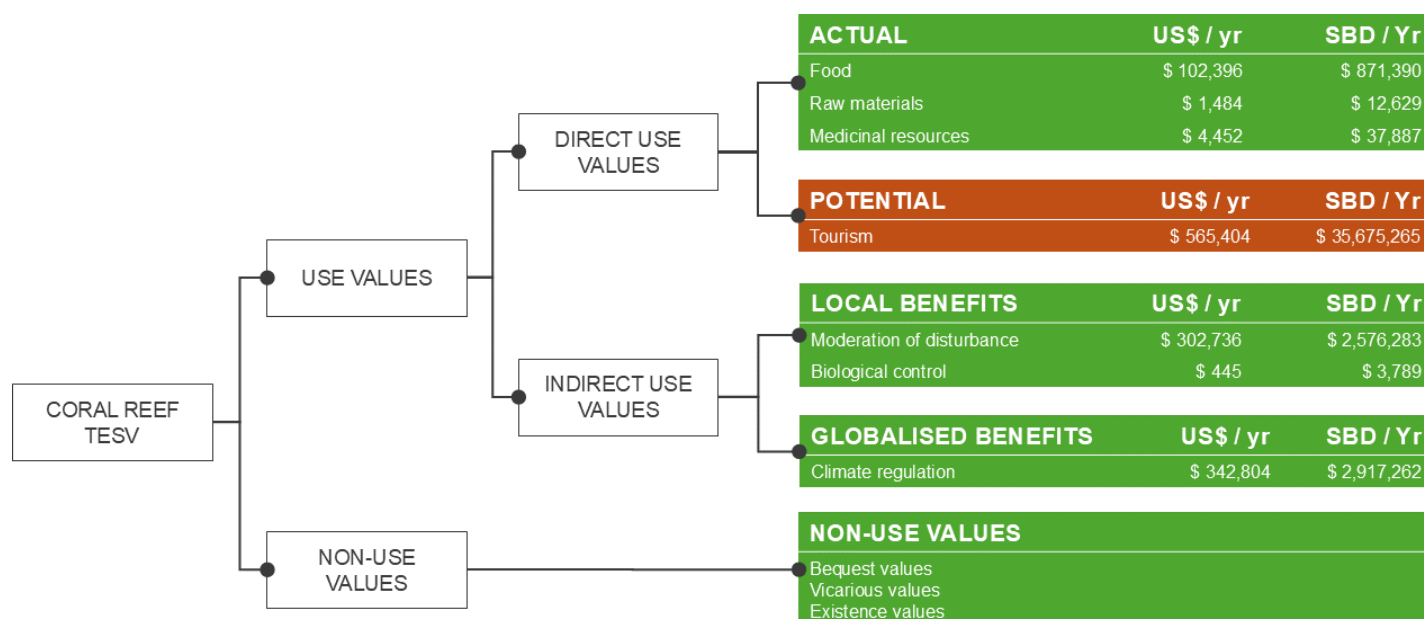 CORAL REEF
TESV
USE VALUES
NON-USE
VALUES
DIRECT USE
VALUES
INDIRECT USE
VALUES
ACTUAL US$ / yr SBD / Yr
Food $ 102,396 $ 871,390
Raw materials $ 1,484 $ 12,629
Medicinal resources $ 4,452 $ 37,887
POTENTIAL US$ / yr SBD / Yr
Tourism $ 565,404 $ 35,675,265
LOCAL BENEFITS US$ / yr SBD / Yr
Moderation of disturbance $ 302,736 $ 2,576,283
Biological control $ 445 $ 3,789
GLOBALISED BENEFITS US$ / yr SBD / Yr
Climate regulation $ 342,804 $ 2,917,262
NON-USE VALUES
Bequest values
Vicarious values
Existence values